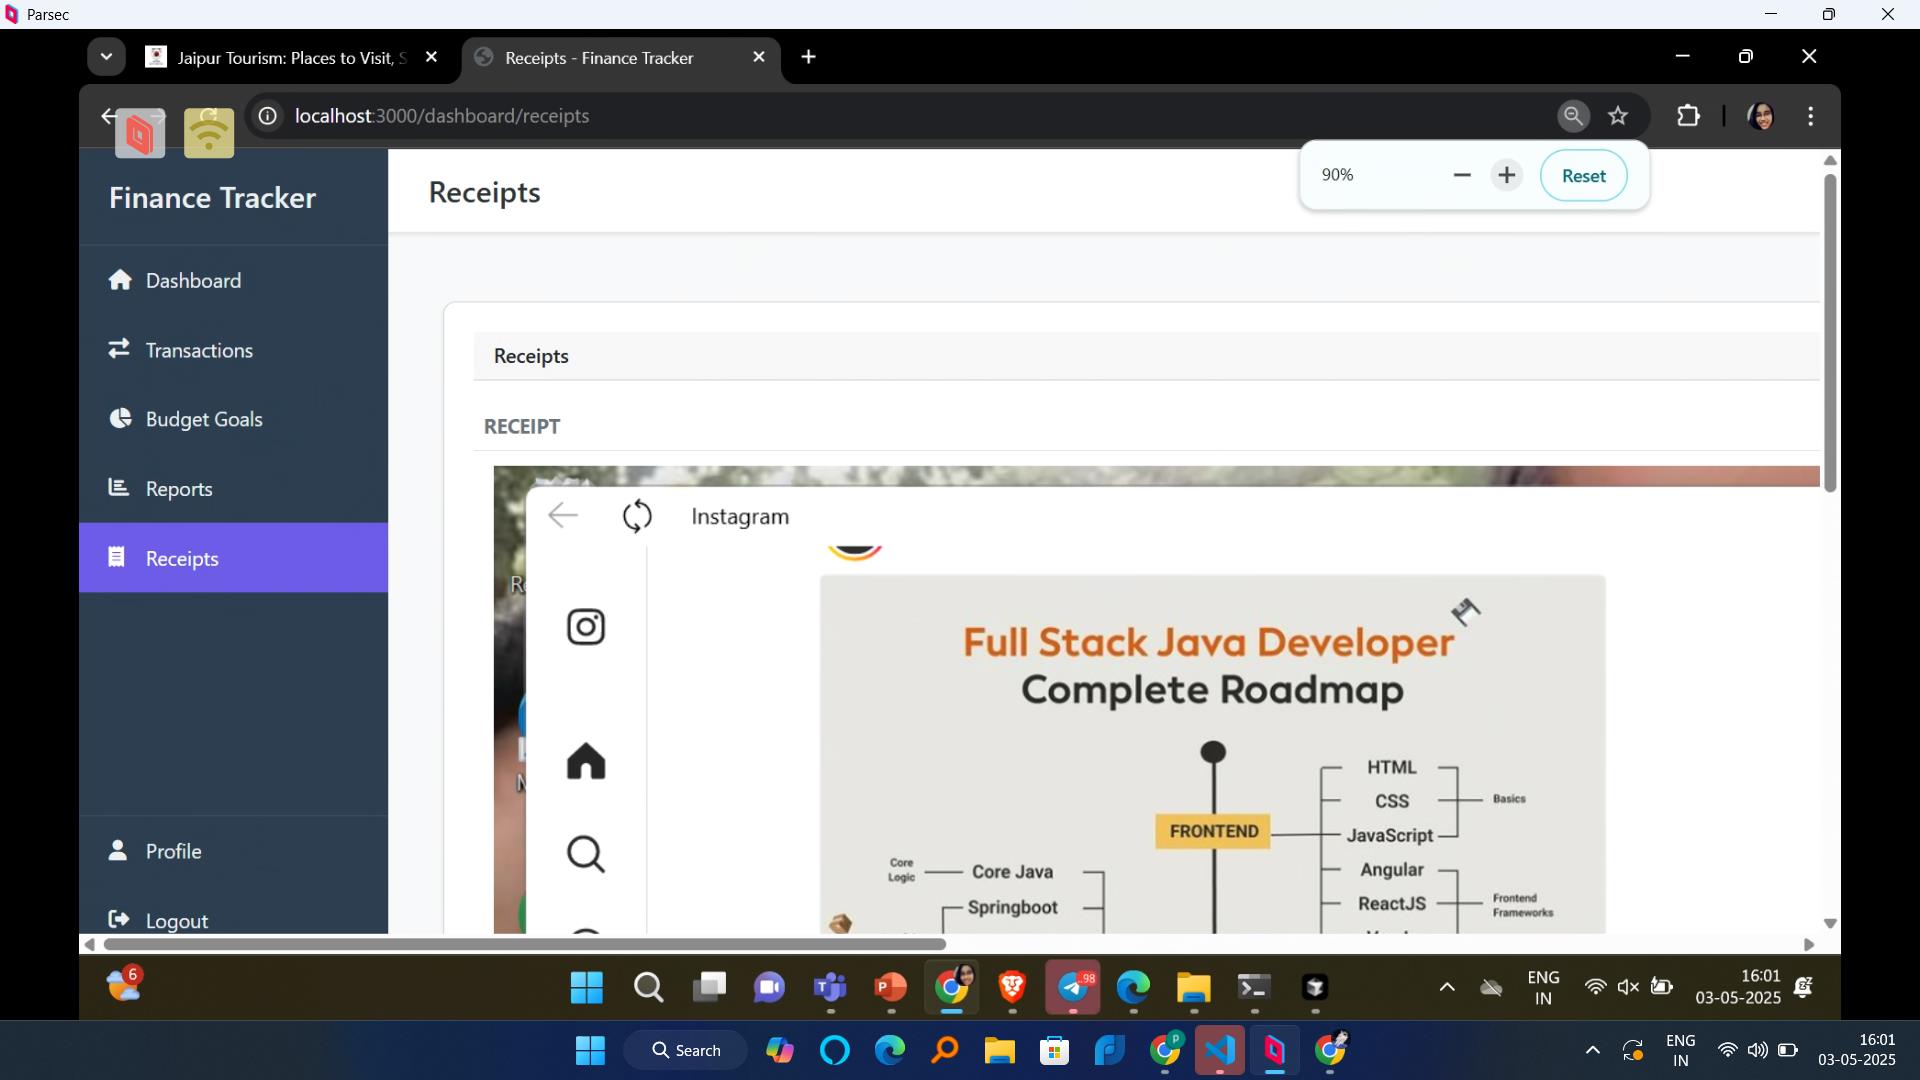 Parsec
Jaipur Tourism: Places to Visit, S
Receipts - Finance Tracker
localhost:3000/dashboard/receipts
90%
Reset
Finance Tracker
Receipts
Dashboard
Transactions
Budget Goals
Reports
Receipts
Profile
Logout
Receipts
RECEIPT
Instagram
Full Stack Java Developer
Complete Roadmap
FRONTEND
HTML
CSS
JavaScript
Basics
Angular
ReactJS
Frontend
Frameworks
Core
Logic
Core Java
Springboot
6
98
ENG
IN
16:01
03-05-2025
Search
ENG
IN
16:01
03-05-2025